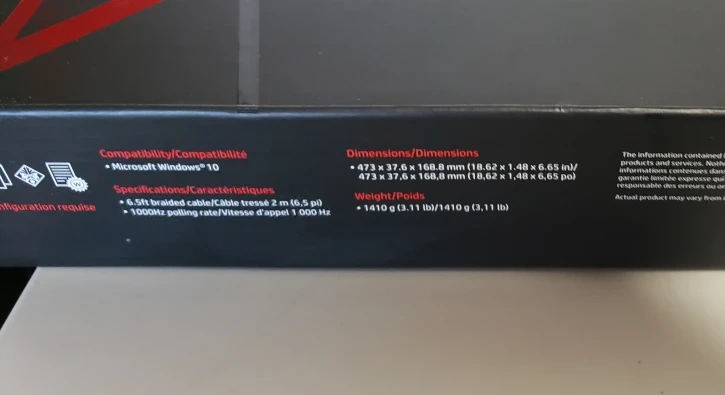 nfiguration requise
Compatibility/Compatibilité
• Microsoft Windows® 10
Specifications/Caractéristiques
• 6.5ft braided cable/Câble tressé 2 m (6,5 pi)
• 1000Hz polling rate/Vitesse d'appel 1 000 Hz
Dimensions/Dimensions
• 473 x 37.6 x 168.8 mm (18.62 x 1.48 x 6.65 in)/
473 x 37,6 x 168,8 mm (18,62 x 1,48 x 6,65 po)
Weight/Poids
• 1410 g (3.11 lb)/1410 g (3,11 lb)
The information contained
products and services. Noth
informations contenues dans
garantie limitée expresse qui
responsable des erreurs ou
Actual product may vary from